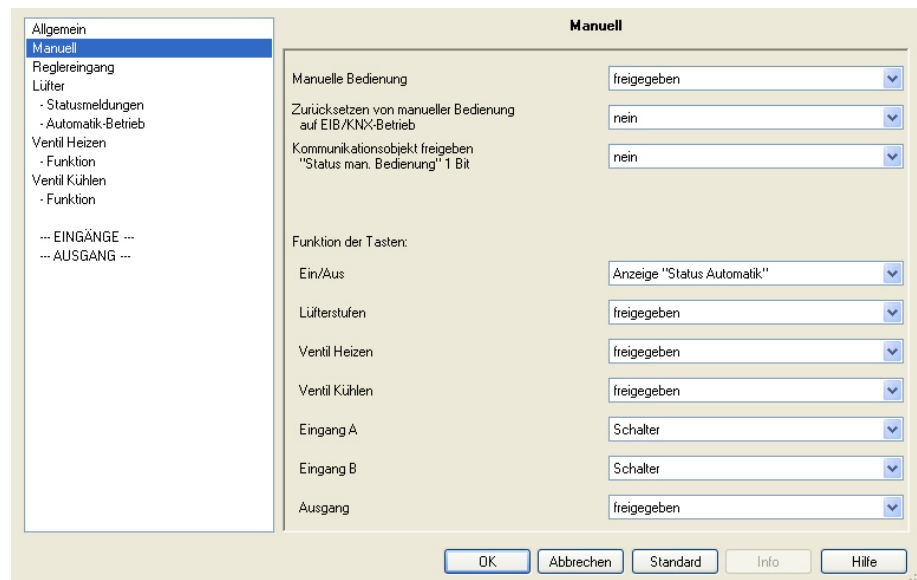 Manuell
Allgemein
Manuell
Reglereingang
Lüfter
- Statusmeldungen
- Automatik-Betrieb
Ventil Heizen
- Funktion
Ventil Kühlen
- Funktion
--- EINGÄNGE ---
--- AUSGANG ---
Manuelle Bedienung freigegeben
Zurücksetzen von manueller Bedienung
auf EIB/KNX-Betrieb nein
Kommunikationsobjekt freigeben
"Status man. Bedienung" 1 Bit nein
Funktion der Tasten:
Ein/Aus Anzeige "Status Automatik"
Lüfterstufen freigegeben
Ventil Heizen freigegeben
Ventil Kühlen freigegeben
Eingang A Schalter
Eingang B Schalter
Ausgang freigegeben
OK Abbrechen Standard Info Hilfe